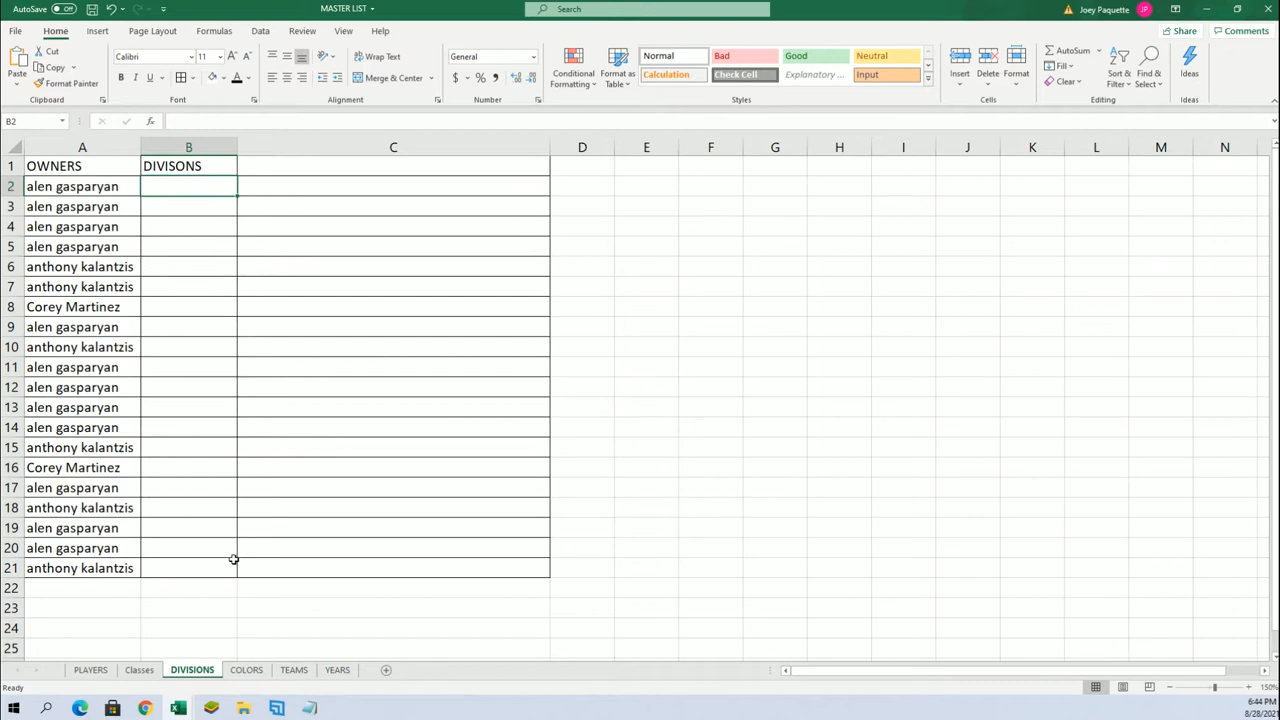 AutoSave Off MASTER LIST Search Joey Paquette JP
File Home Insert Page Layout Formulas Data Review View Help Share Comments
Paste Cut Copy Format Painter Clipboard
Calibri 11 A A B I U A Font
Wrap Text Merge & Center Alignment
General $ % , Number
Conditional Formatting Format as Table
Normal Bad Good Neutral
Calculation Check Cell Explanatory ... Input
Styles
Insert Delete Format Cells
AutoSum Fill Clear Sort & Filter Find & Select Editing
Ideas Ideas
B2 fx
A B C D E F G H I J K L M N
1 OWNERS DIVISONS
2 alen gasparyan
3 alen gasparyan
4 alen gasparyan
5 alen gasparyan
6 anthony kalantzis
7 anthony kalantzis
8 Corey Martinez
9 alen gasparyan
10 anthony kalantzis
11 alen gasparyan
12 alen gasparyan
13 alen gasparyan
14 alen gasparyan
15 anthony kalantzis
16 Corey Martinez
17 alen gasparyan
18 anthony kalantzis
19 alen gasparyan
20 alen gasparyan
21 anthony kalantzis
22
23
24
25
PLAYERS Classes DIVISIONS COLORS TEAMS YEARS
Ready 150%
6:44 PM
8/28/2021